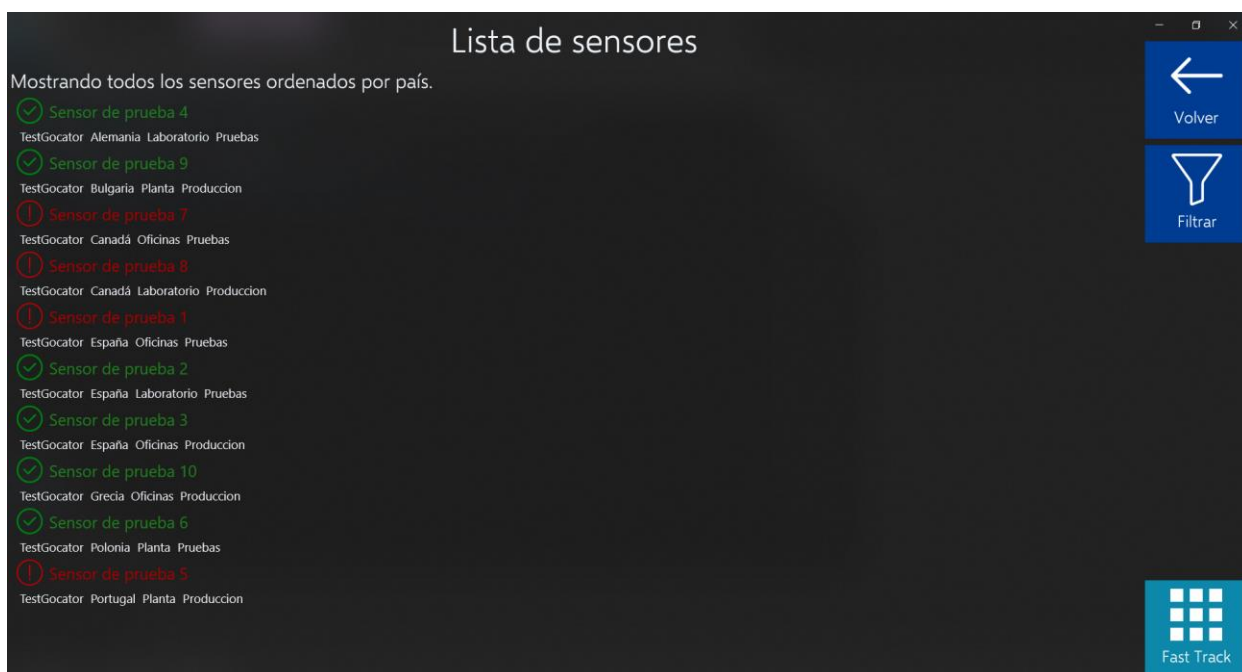 Lista de sensores
Mostrando todos los sensores ordenados por país.
Sensor de prueba 4
TestGocator Alemania Laboratorio Pruebas
Sensor de prueba 9
TestGocator Bulgaria Planta Produccion
Sensor de prueba 7
TestGocator Canadá Oficinas Pruebas
Sensor de prueba 8
TestGocator Canadá Laboratorio Produccion
Sensor de prueba 1
TestGocator España Oficinas Pruebas
Sensor de prueba 2
TestGocator España Laboratorio Pruebas
Sensor de prueba 3
TestGocator España Oficinas Produccion
Sensor de prueba 10
TestGocator Grecia Oficinas Produccion
Sensor de prueba 6
TestGocator Polonia Planta Pruebas
Sensor de prueba 5
TestGocator Portugal Planta Produccion
Volver
Filtrar
Fast Track